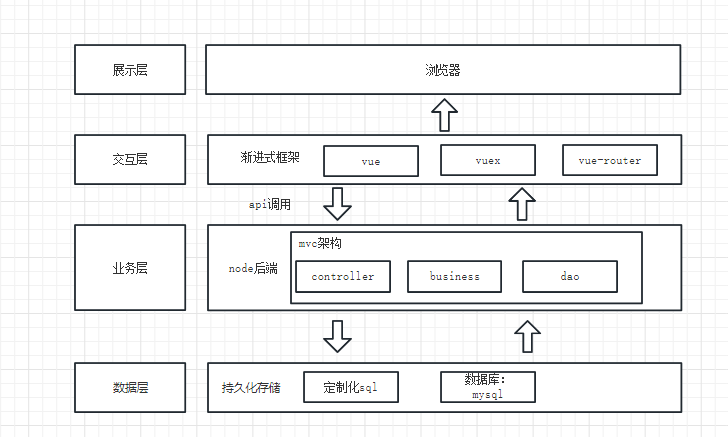 展示层
浏览器
交互层
渐进式框架
vue
vuex
vue-router
api调用
业务层
node后端
mvc架构
controller
business
dao
数据层
持久化存储
定制化sql
数据库：
mysql